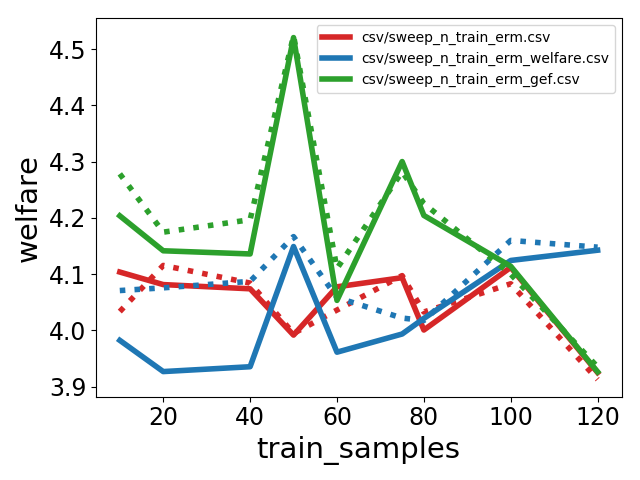 csv/sweep_n_train_erm.csv
csv/sweep_n_train_erm_welfare.csv
csv/sweep_n_train_erm_gef.csv
welfare
4.5
4.4
4.3
4.2
4.1
4.0
3.9
20 40 60 80 100 120
train_samples